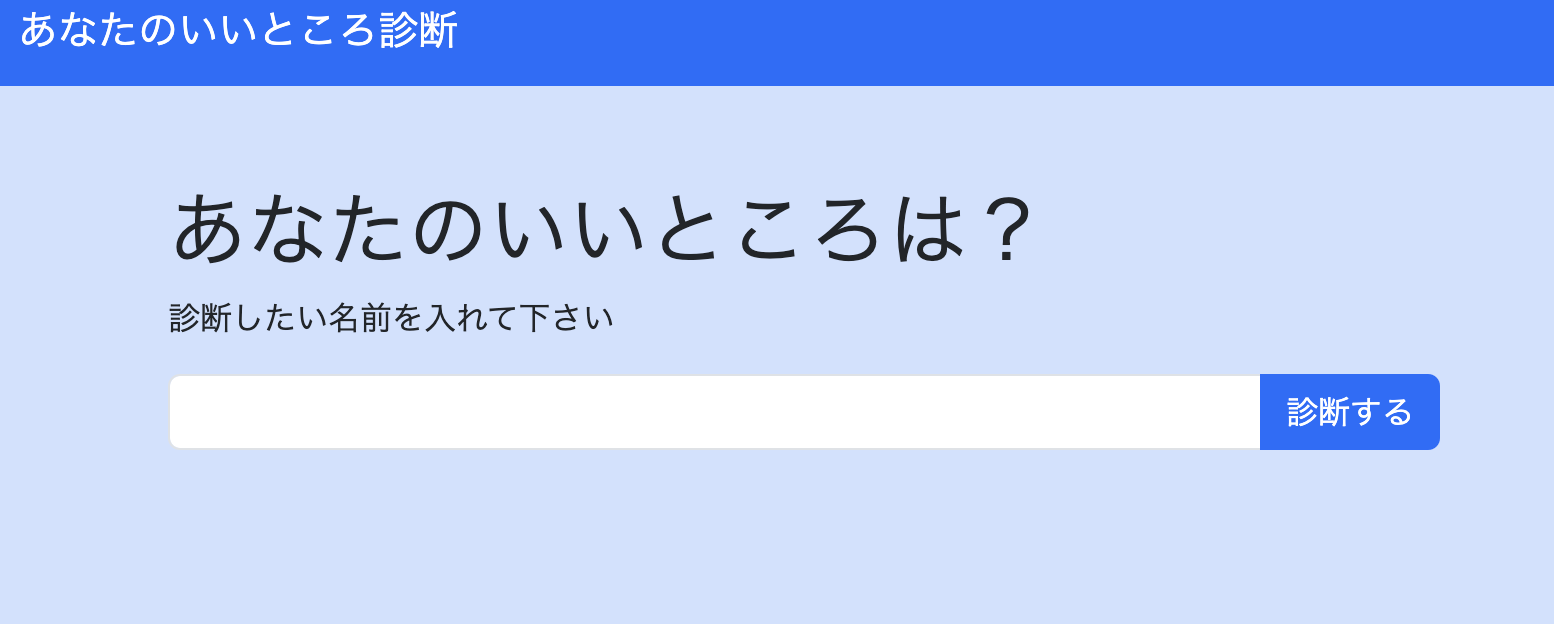 あなたのいいところ診断
あなたのいいところは？
診断したい名前を入れて下さい
診断する